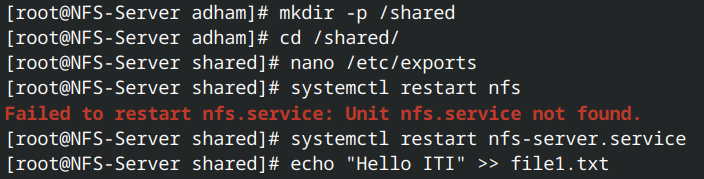 [root@NFS-Server adham]# mkdir -p /shared
[root@NFS-Server adham]# cd /shared/
[root@NFS-Server shared]# nano /etc/exports
[root@NFS-Server shared]# systemctl restart nfs
Failed to restart nfs.service: Unit nfs.service not found.
[root@NFS-Server shared]# systemctl restart nfs-server.service
[root@NFS-Server shared]# echo "Hello ITI" >> file1.txt